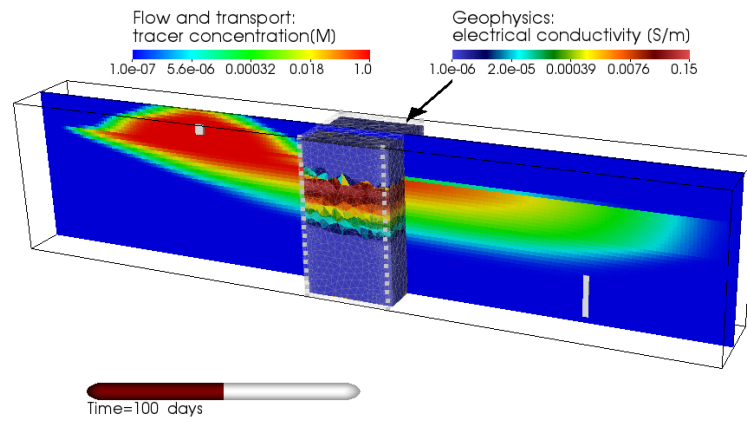 Flow and transport:
tracer concentration[M]
1.0e-07 5.6e-06 0.00032 0.018 1.0
Geophysics:
electrical conductivity [S/m]
1.0e-06 2.0e-05 0.00039 0.0076 0.15
Time=100 days